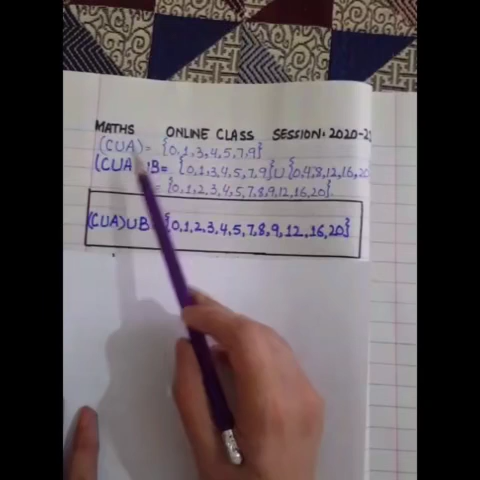 MATHS ONLINE CLASS SESSION: 2020-21
(CUA) = {0,1,3,4,5,7,9}
(CUA UB= {0,1,3,4,5,7,9}U{0,4,8,12,16,20
= {0,1,2,3,4,5,7,8,9,12,16,20}.
(CUA)UB {0,1,2,3,4,5,7,8,9,12,16,20}